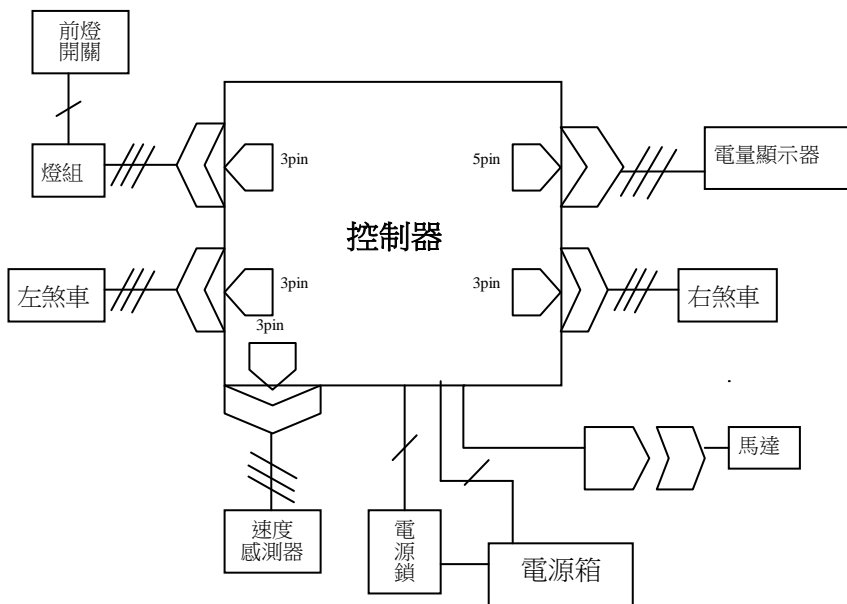 前燈
開關
燈組
3pin
5pin
電量顯示器
控制器
左煞車
3pin
3pin
右煞車
3pin
馬達
速度
感測器
電
源
鎖
電源箱